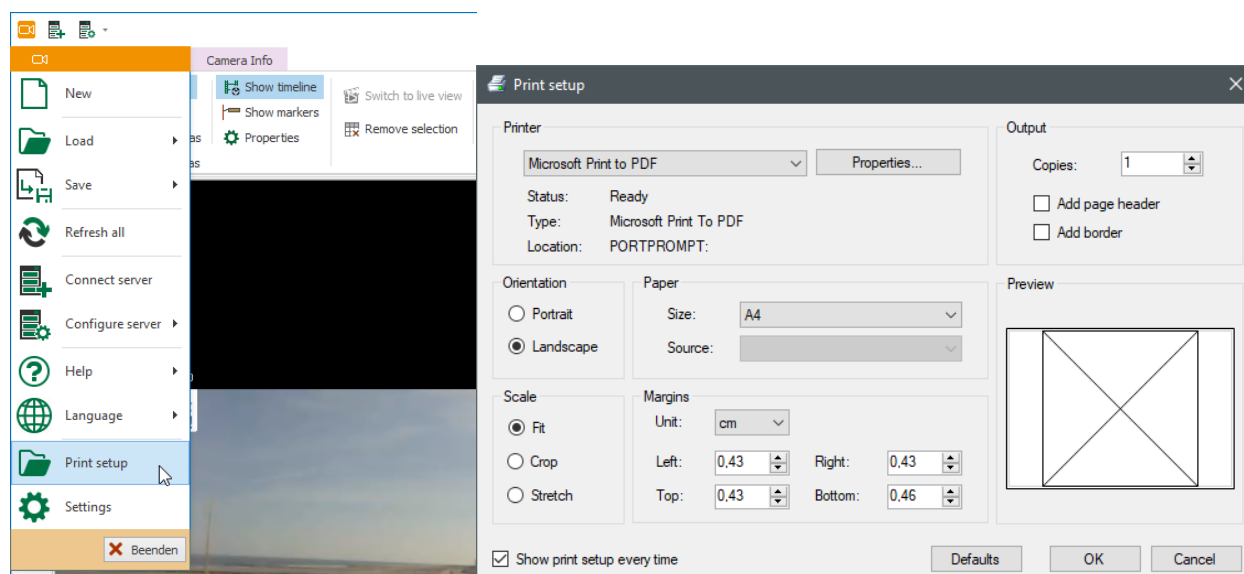 Camera Info
New
Load
Save
Refresh all
Connect server
Configure server
Help
Language
Print setup
Settings
Beenden
as
as
Show timeline
Show markers
Properties
Switch to live view
Remove selection
Print setup
Printer
Microsoft Print to PDF
Properties...
Status: Ready
Type: Microsoft Print To PDF
Location: PORTPROMPT:
Output
Copies: 1
Add page header
Add border
Orientation
Portrait
Landscape
Paper
Size: A4
Source:
Preview
Scale
Fit
Crop
Stretch
Margins
Unit: cm
Left: 0,43 Right: 0,43
Top: 0,43 Bottom: 0,46
Show print setup every time
Defaults
OK
Cancel